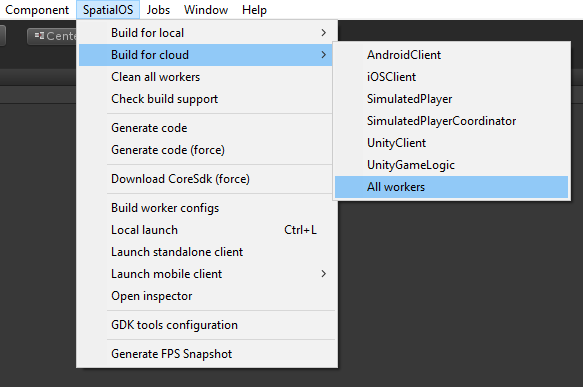 Component SpatialOS Jobs Window Help
Cente
Build for local
Build for cloud
Clean all workers
Check build support
Generate code
Generate code (force)
Download CoreSdk (force)
Build worker configs
Local launch Ctrl+L
Launch standalone client
Launch mobile client
Open inspector
GDK tools configuration
Generate FPS Snapshot
AndroidClient
iOSClient
SimulatedPlayer
SimulatedPlayerCoordinator
UnityClient
UnityGameLogic
All workers